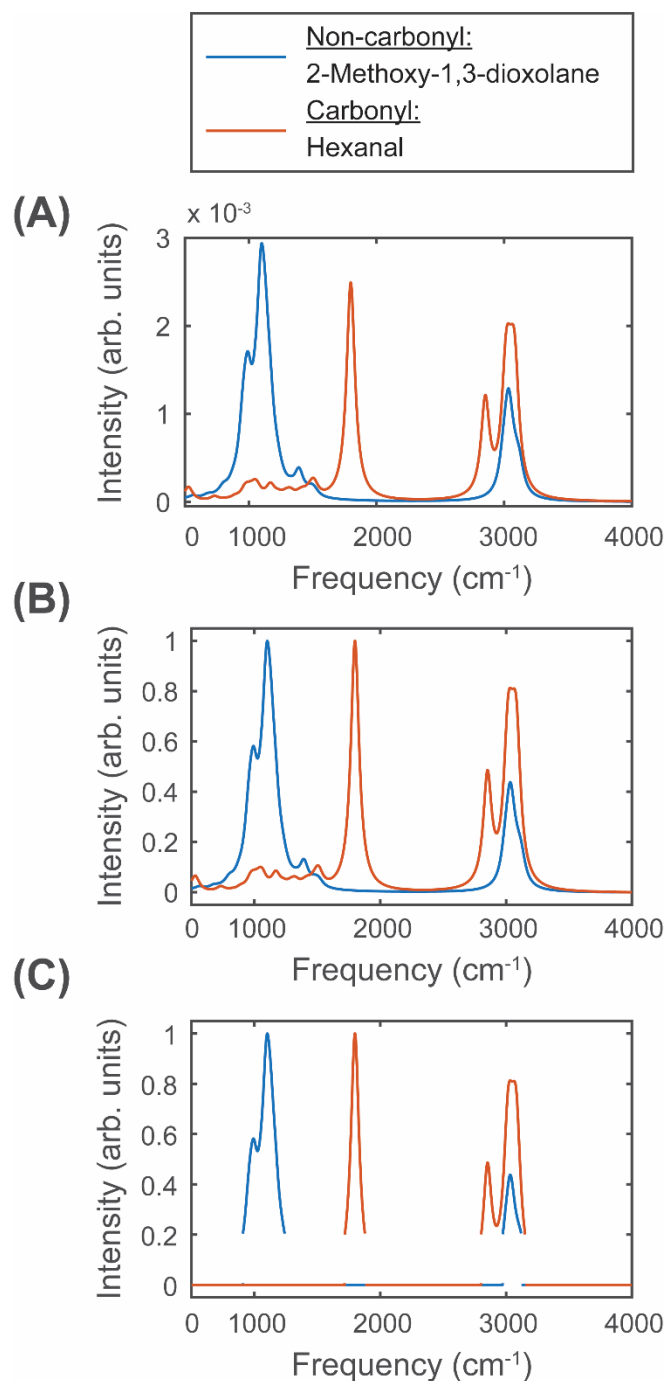 Non-carbonyl:
2-Methoxy-1,3-dioxolane
Carbonyl:
Hexanal
(A)
x 10⁻³
3
2
1
0
Intensity (arb. units)
0 1000 2000 3000 4000
Frequency (cm⁻¹)
(B)
1
0.8
0.6
0.4
0.2
0
Intensity (arb. units)
0 1000 2000 3000 4000
Frequency (cm⁻¹)
(C)
1
0.8
0.6
0.4
0.2
0
Intensity (arb. units)
0 1000 2000 3000 4000
Frequency (cm⁻¹)